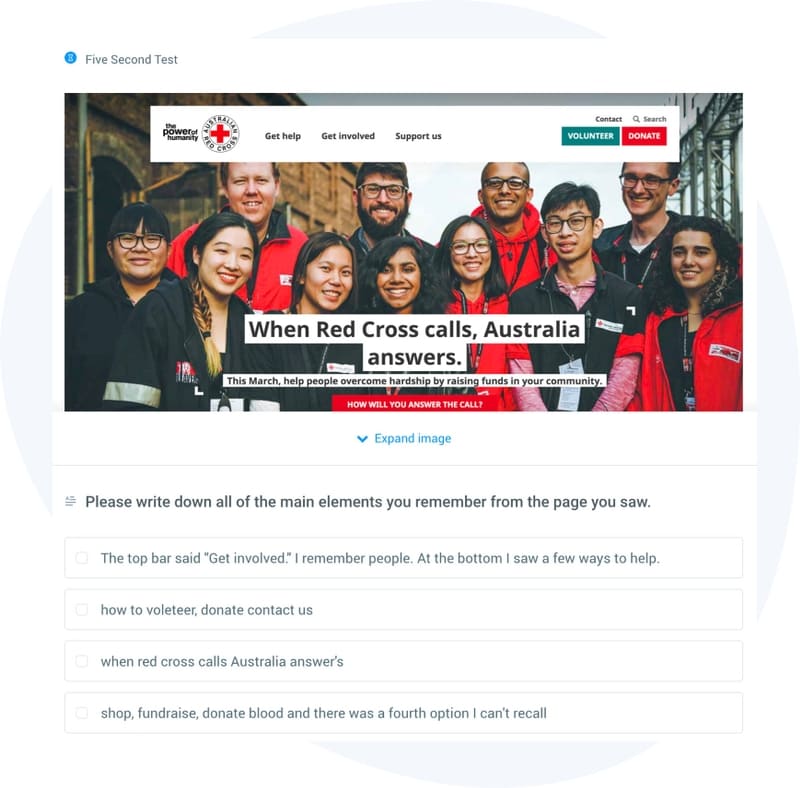 Five Second Test
the
power of
humanity
AUSTRALIAN RED CROSS
Get help
Get involved
Support us
Contact
Search
VOLUNTEER
DONATE
When Red Cross calls, Australia
answers.
This March, help people overcome hardship by raising funds in your community.
HOW WILL YOU ANSWER THE CALL?
Expand image
Please write down all of the main elements you remember from the page you saw.
The top bar said "Get involved." I remember people. At the bottom I saw a few ways to help.
how to voleteer, donate contact us
when red cross calls Australia answer's
shop, fundraise, donate blood and there was a fourth option I can't recall